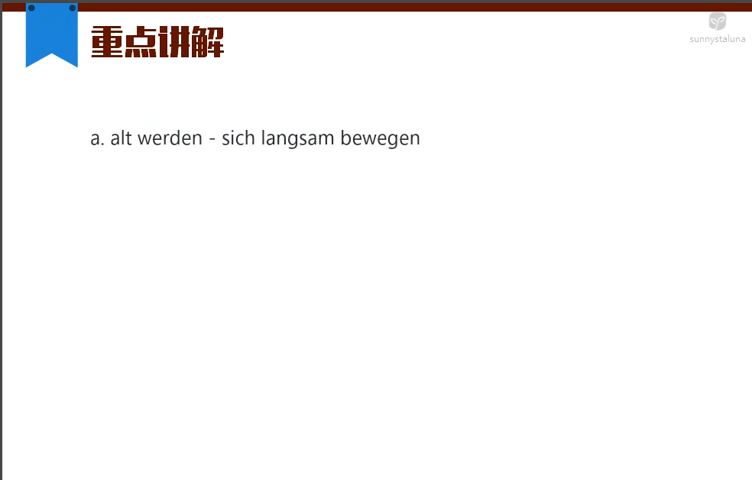 重点讲解
sunnystaluna
a. alt werden - sich langsam bewegen